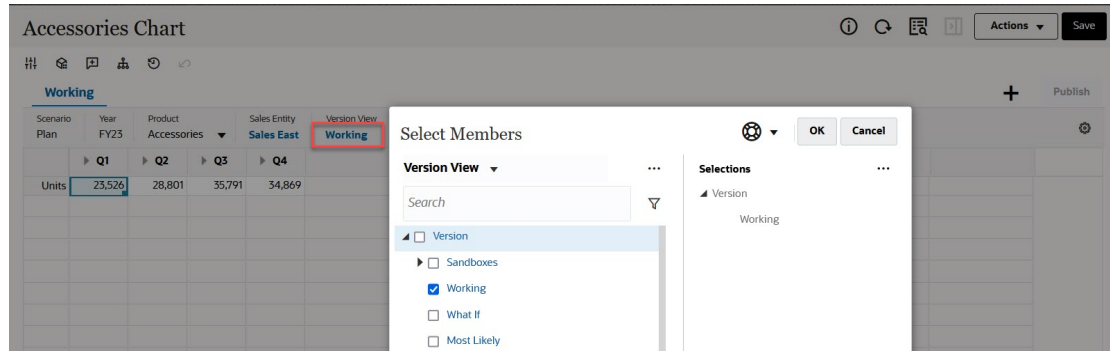 Accessories Chart
Actions
Save
Working
Publish
Scenario Year Product Sales Entity Version View
Plan FY23 Accessories Sales East Working
Q1 Q2 Q3 Q4
Units 23,526 28,801 35,791 34,869
Select Members
OK
Cancel
Version View
Search
Version
Sandboxes
Working
What If
Most Likely
Selections
Version
Working